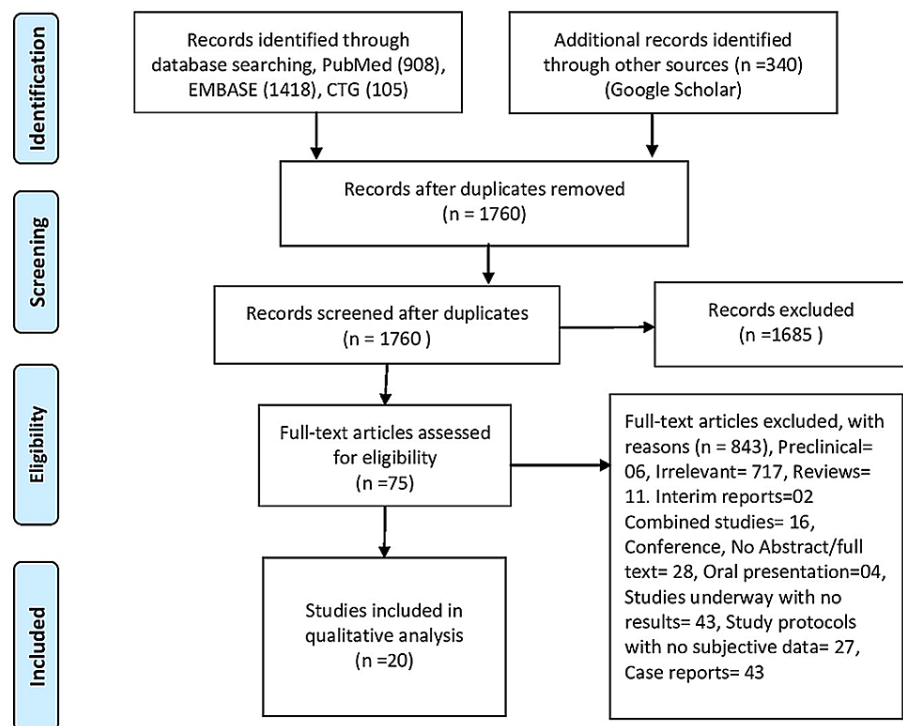 Identification
Records identified through
database searching, PubMed (908),
EMBASE (1418), CTG (105)
Additional records identified
through other sources (n =340)
(Google Scholar)
Screening
Records after duplicates removed
(n = 1760)
Records screened after duplicates
(n = 1760 )
Records excluded
(n =1685 )
Eligibility
Full-text articles assessed
for eligibility
(n =75)
Full-text articles excluded, with
reasons (n = 843), Preclinical=
06, Irrelevant= 717, Reviews=
11. Interim reports=02
Combined studies= 16,
Conference, No Abstract/full
text= 28, Oral presentation=04,
Studies underway with no
results= 43, Study protocols
with no subjective data= 27,
Case reports= 43
Included
Studies included in
qualitative analysis
(n =20)